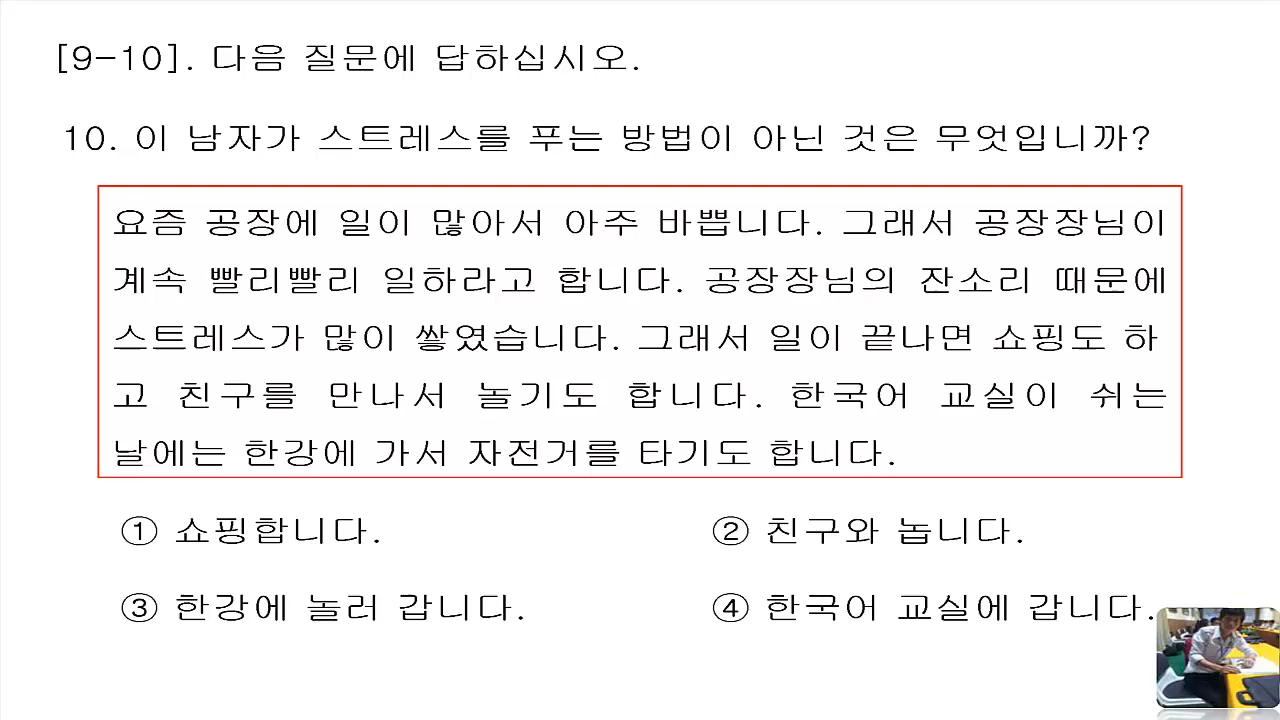 [9-10]. 다음 질문에 답하십시오.
10. 이 남자가 스트레스를 푸는 방법이 아닌 것은 무엇입니까?
요즘 공장에 일이 많아서 아주 바쁩니다. 그래서 공장장님이
계속 빨리빨리 일하라고 합니다. 공장장님의 잔소리 때문에
스트레스가 많이 쌓였습니다. 그래서 일이 끝나면 쇼핑도 하
고 친구를 만나서 놀기도 합니다. 한국어 교실이 쉬는
날에는 한강에 가서 자전거를 타기도 합니다.
① 쇼핑합니다. ② 친구와 놉니다.
③ 한강에 놀러 갑니다. ④ 한국어 교실에 갑니다.